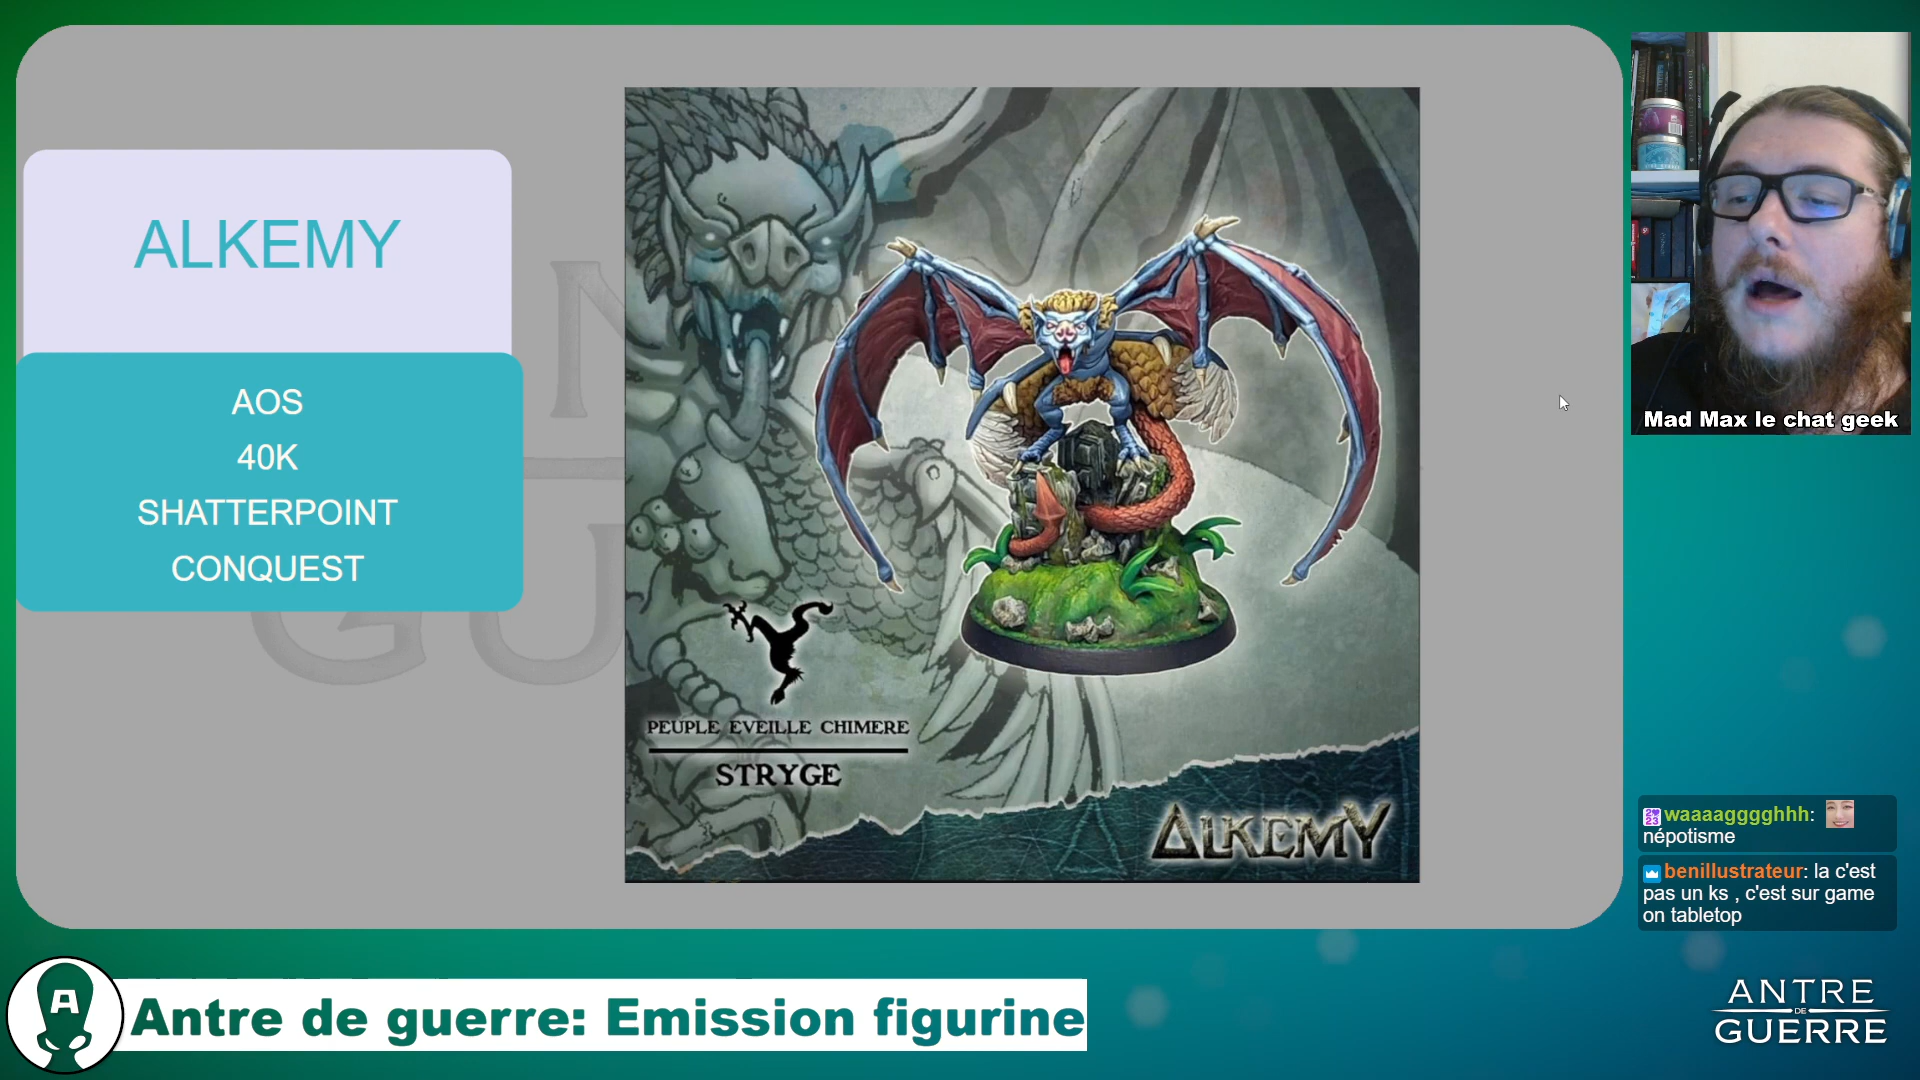 ALKEMY
AOS
40K
SHATTERPOINT
CONQUEST
PEUPLE EVEILLE CHIMERE
STRYGE
ALKEMY
Mad Max le chat geek
waaaagggghhh:
népotisme
benillustrateur: la c'est
pas un ks , c'est sur game
on tabletop
A
Antre de guerre: Emission figurine
ANTRE
DE
GUERRE